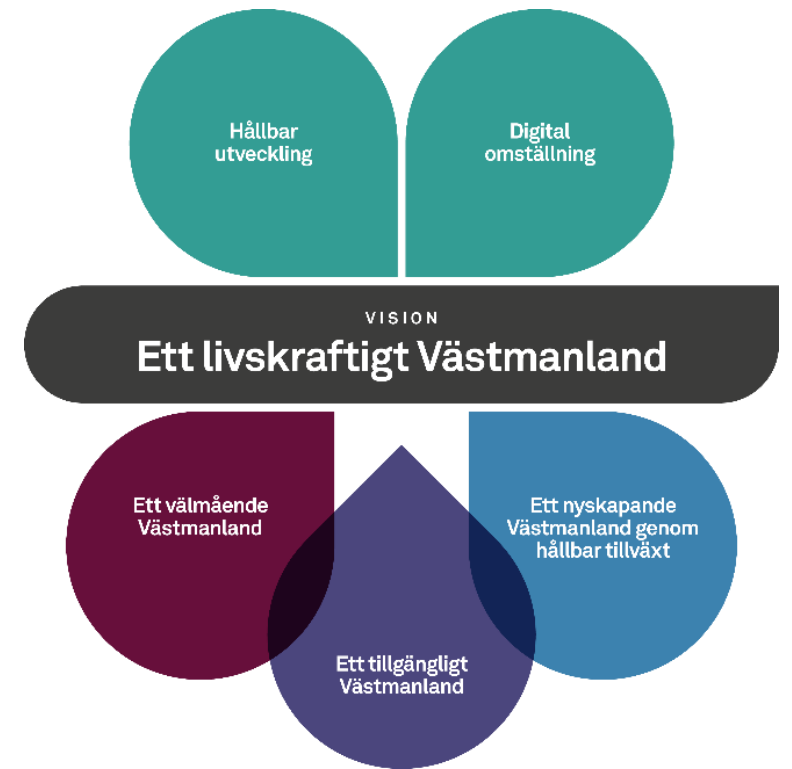 Hållbar
utveckling
Digital
omställning
VISION
Ett livskraftigt Västmanland
Ett välmående
Västmanland
Ett nyskapande
Västmanland genom
hållbar tillväxt
Ett tillgängligt
Västmanland